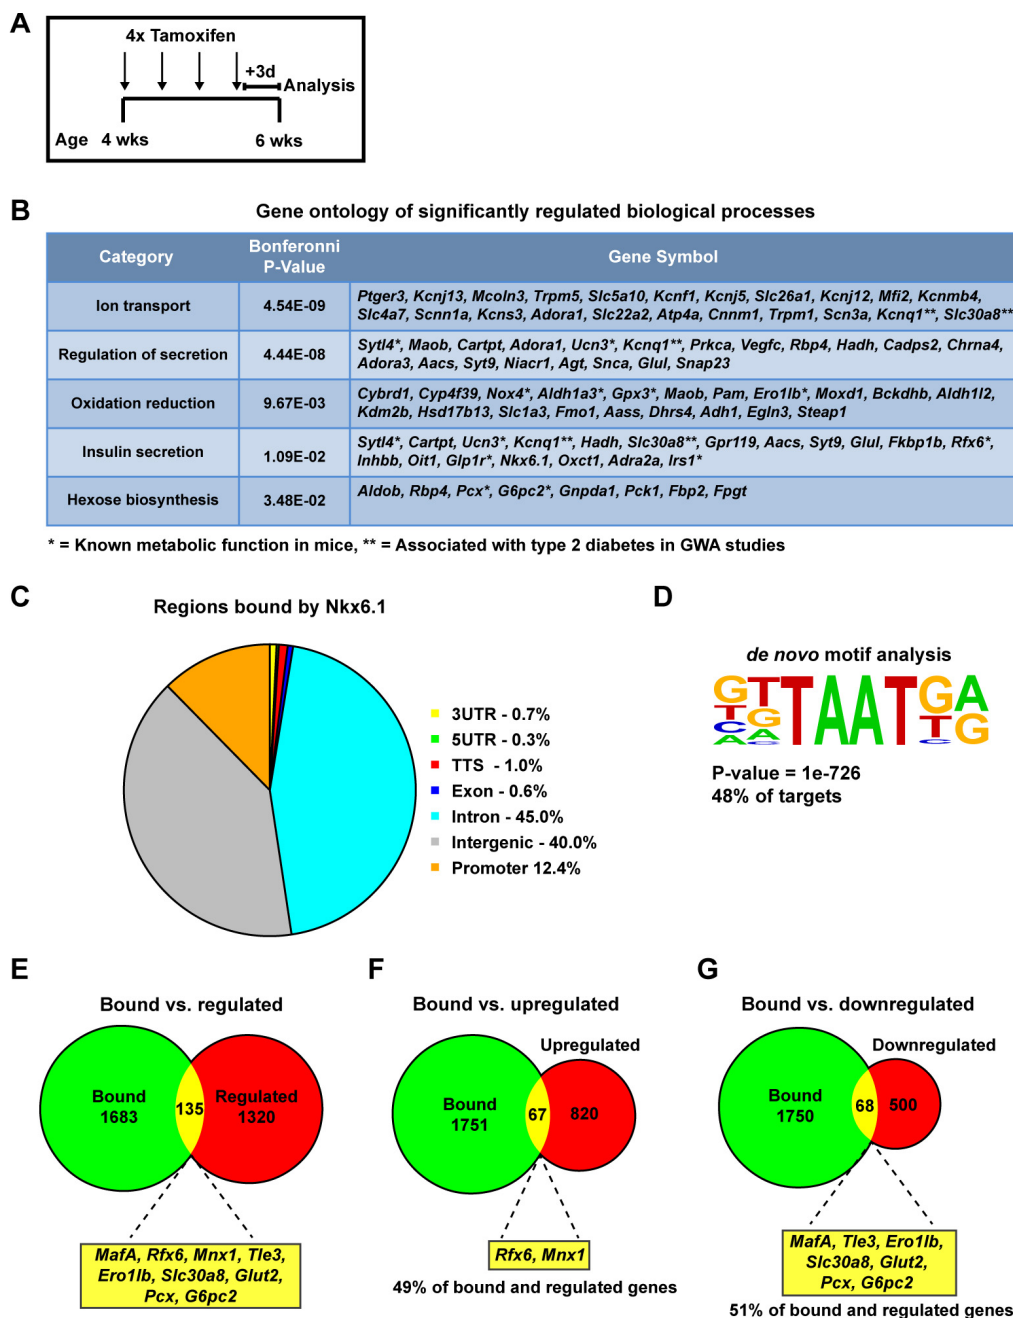 A
4x Tamoxifen
+3d
Analysis
Age 4 wks 6 wks
B
Gene ontology of significantly regulated biological processes
Category
Bonferonni
P-Value
Gene Symbol
Ion transport
4.54E-09
Ptger3, Kcnj13, Mcoln3, Trpm5, Slc5a10, Kcnf1, Kcnj5, Slc26a1, Kcnj12, Mfi2, Kcnmb4,
Slc4a7, Scnn1a, Kcns3, Adora1, Slc22a2, Atp4a, Cnnm1, Trpm1, Scn3a, Kcnq1**, Slc30a8**
Regulation of secretion
4.44E-08
Sytl4*, Maob, Cartpt, Adora1, Ucn3*, Kcnq1**, Prkca, Vegfc, Rbp4, Hadh, Cadps2, Chrna4,
Adora3, Aacs, Syt9, Niacr1, Agt, Snca, Glul, Snap23
Oxidation reduction
9.67E-03
Cybrd1, Cyp4f39, Nox4*, Aldh1a3*, Gpx3*, Maob, Pam, Ero1lb*, Moxd1, Bckdhb, Aldh1l2,
Kdm2b, Hsd17b13, Slc1a3, Fmo1, Aass, Dhrs4, Adh1, Egln3, Steap1
Insulin secretion
1.09E-02
Sytl4*, Cartpt, Ucn3*, Kcnq1**, Hadh, Slc30a8**, Gpr119, Aacs, Syt9, Glul, Fkbp1b, Rfx6*,
Inhbb, Oit1, Glp1r*, Nkx6.1, Oxct1, Adra2a, Irs1*
Hexose biosynthesis
3.48E-02
Aldob, Rbp4, Pcx*, G6pc2*, Gnpda1, Pck1, Fbp2, Fpgt
* = Known metabolic function in mice, ** = Associated with type 2 diabetes in GWA studies
C
Regions bound by Nkx6.1
3UTR - 0.7%
5UTR - 0.3%
TTS - 1.0%
Exon - 0.6%
Intron - 45.0%
Intergenic - 40.0%
Promoter 12.4%
D
de novo motif analysis
GTTAATGA
TG TG
CA C
A C
P-value = 1e-726
48% of targets
E
Bound vs. regulated
Bound
1683
135
Regulated
1320
MafA, Rfx6, Mnx1, Tle3,
Ero1lb, Slc30a8, Glut2,
Pcx, G6pc2
F
Bound vs. upregulated
Upregulated
Bound
1751
67
820
Rfx6, Mnx1
49% of bound and regulated genes
G
Bound vs. downregulated
Downregulated
Bound
1750
68
500
MafA, Tle3, Ero1lb,
Slc30a8, Glut2,
Pcx, G6pc2
51% of bound and regulated genes